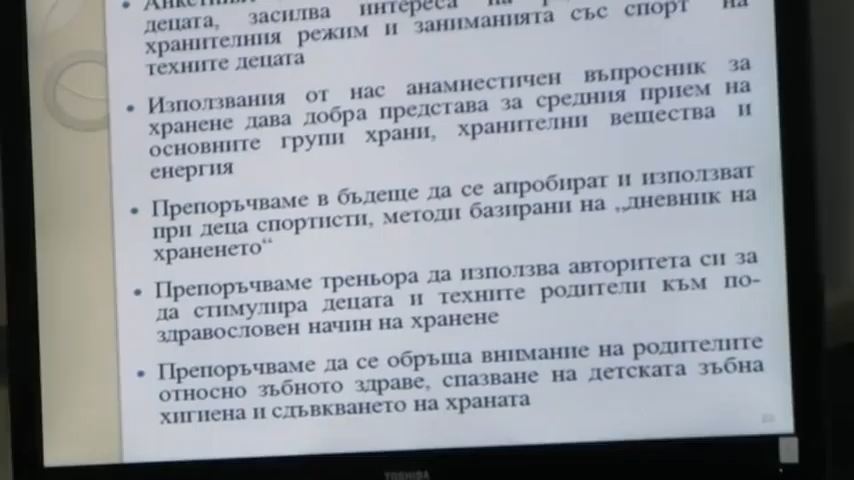 децата, засилва интереса на
хранителния режим и заниманията със спорт на
техните децата
• Използвания от нас анамнестичен въпросник за
хранене дава добра представа за средния прием на
основните групи храни, хранителни вещества и
енергия
• Препоръчваме в бъдеще да се апробират и използват
при деца спортисти, методи базирани на „дневник на
храненето“
• Препоръчваме треньора да използва авторитета си за
да стимулира децата и техните родители към по-
здравословен начин на хранене
• Препоръчваме да се обръща внимание на родителите
относно зъбното здраве, спазване на детската зъбна
хигиена и сдъвкването на храната
TOSHIBA